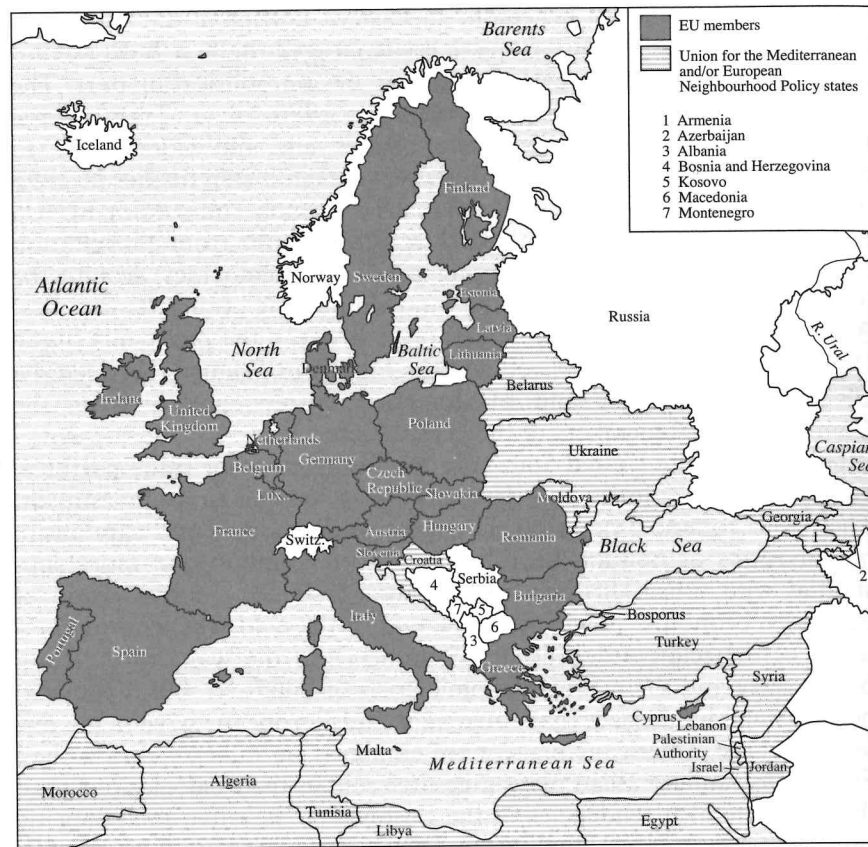 Barents
Sea
EU members
Union for the Mediterranean
and/or European
Neighbourhood Policy states
1 Armenia
2 Azerbaijan
3 Albania
4 Bosnia and Herzegovina
5 Kosovo
6 Macedonia
7 Montenegro
Iceland
Finland
Norway
Sweden
Atlantic
Ocean
Estonia
Russia
R. Ural
Latvia
North
Sea
Baltic
Sea
Lithuania
Denmark
Belarus
Ireland
United
Kingdom
Netherlands
Poland
Ukraine
Caspian
Sea
Belgium
Germany
Czech
Republic
Lux.
Slovakia
Moldova
France
Austria
Hungary
Romania
Georgia
Switz.
Slovenia
Croatia
Black Sea
1
2
Serbia
4
Bulgaria
7
5
6
3
Italy
Bosporus
Turkey
Portugal
Spain
Greece
Syria
Cyprus
Lebanon
Malta
Palestinian
Authority
Mediterranean Sea
Israel
Jordan
Morocco
Algeria
Tunisia
Libya
Egypt